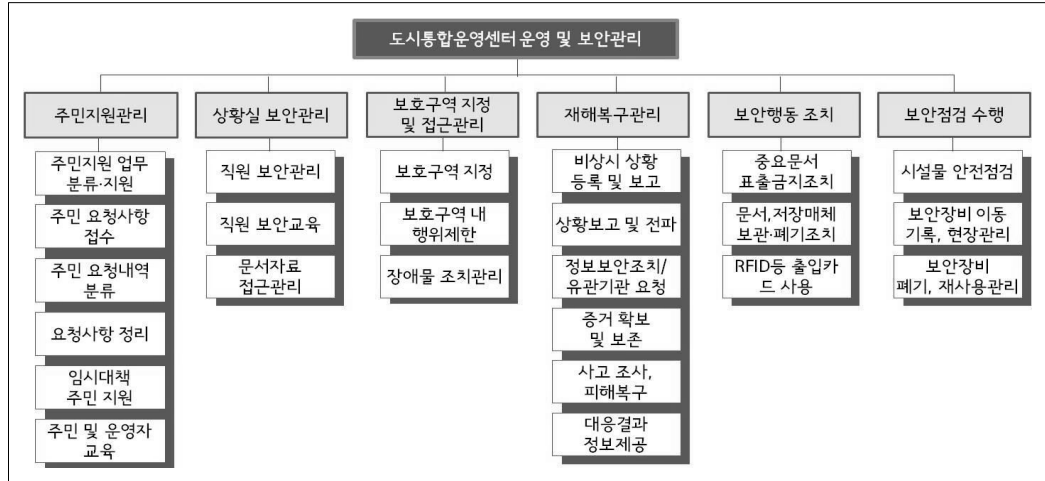 도시통합운영센터 운영 및 보안관리
주민지원관리
주민지원 업무
분류·지원
주민 요청사항
접수
주민 요청내역
분류
요청사항 정리
임시대책
주민 지원
주민 및 운영자
교육
상황실 보안관리
직원 보안관리
직원 보안교육
문서자료
접근관리
보호구역 지정
및 접근관리
보호구역 지정
보호구역 내
행위제한
장애물 조치관리
재해복구관리
비상시 상황
등록 및 보고
상황보고 및 전파
정보보안조치/
유관기관 요청
증거 확보
및 보존
사고 조사,
피해복구
대응결과
정보제공
보안행동 조치
중요문서
표출금지조치
문서,저장매체
보관·폐기조치
RFID등 출입카
드 사용
보안점검 수행
시설물 안전점검
보안장비 이동
기록, 현장관리
보안장비
폐기, 재사용관리